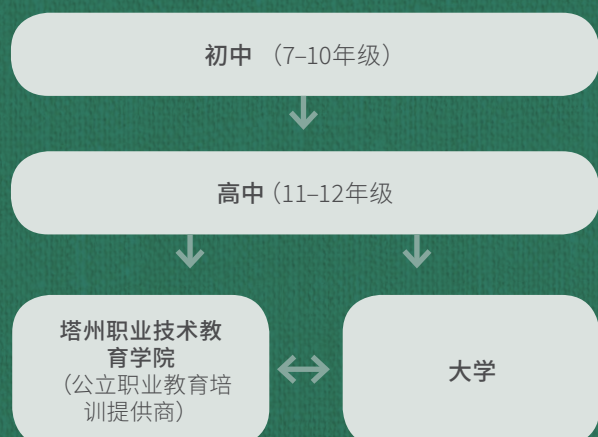 初中 （7–10年级）
高中（11–12年级
塔州职业技术教
育学院
（公立职业教育培
训提供商）
大学